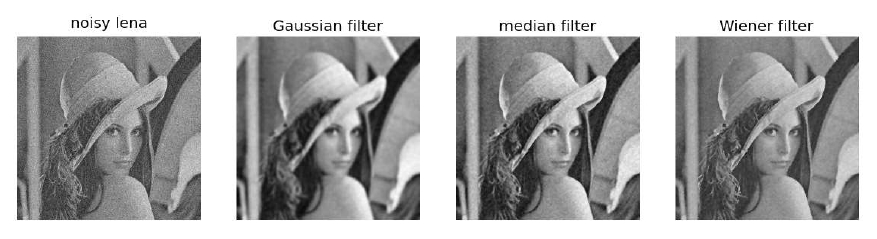 noisy lena
Gaussian filter
median filter
Wiener filter